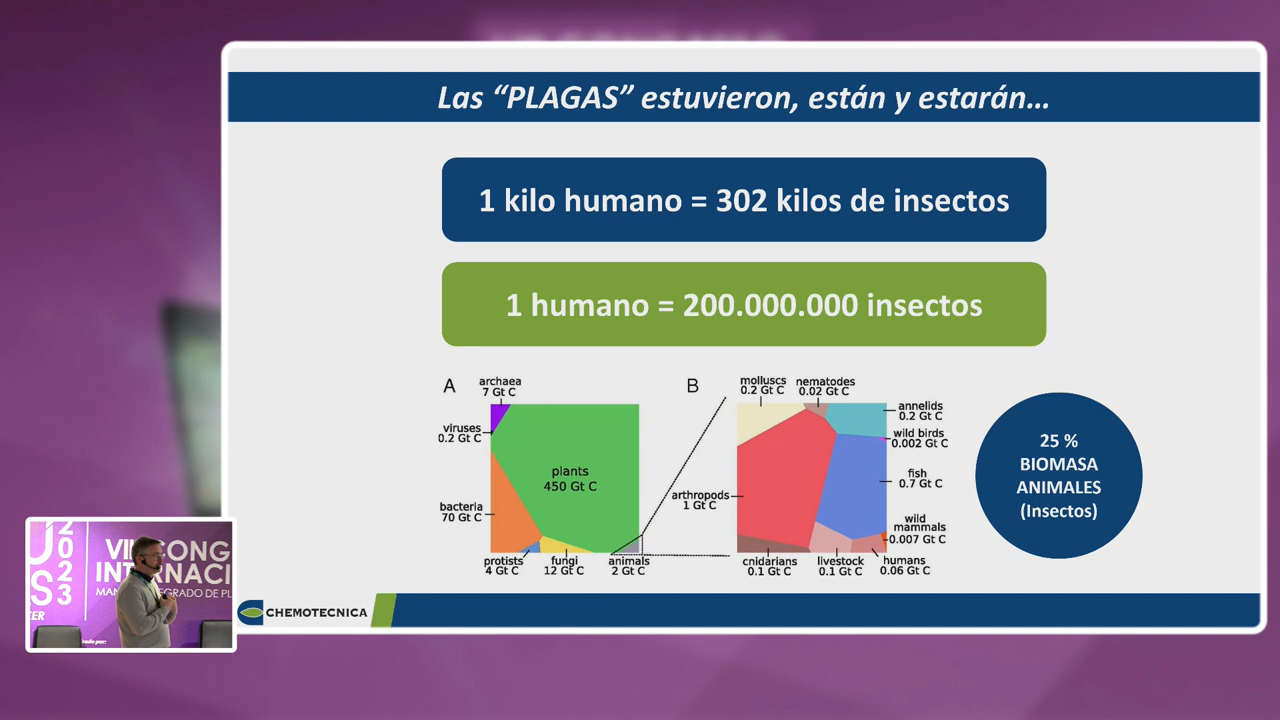 Las “PLAGAS” estuvieron, están y estarán...
1 kilo humano = 302 kilos de insectos
1 humano = 200.000.000 insectos
A
archaea
7 Gt C
viruses
0.2 Gt C
plants
450 Gt C
bacteria
70 Gt C
protists
4 Gt C
fungi
12 Gt C
animals
2 Gt C
B
molluscs
0.2 Gt C
nematodes
0.02 Gt C
annelids
0.2 Gt C
wild birds
0.002 Gt C
fish
0.7 Gt C
arthropods
1 Gt C
wild
mammals
0.007 Gt C
cnidarians
0.1 Gt C
livestock
0.1 Gt C
humans
0.06 Gt C
25 %
BIOMASA
ANIMALES
(Insectos)
CHEMOTECNICA
2023
CONG
INTERNACI